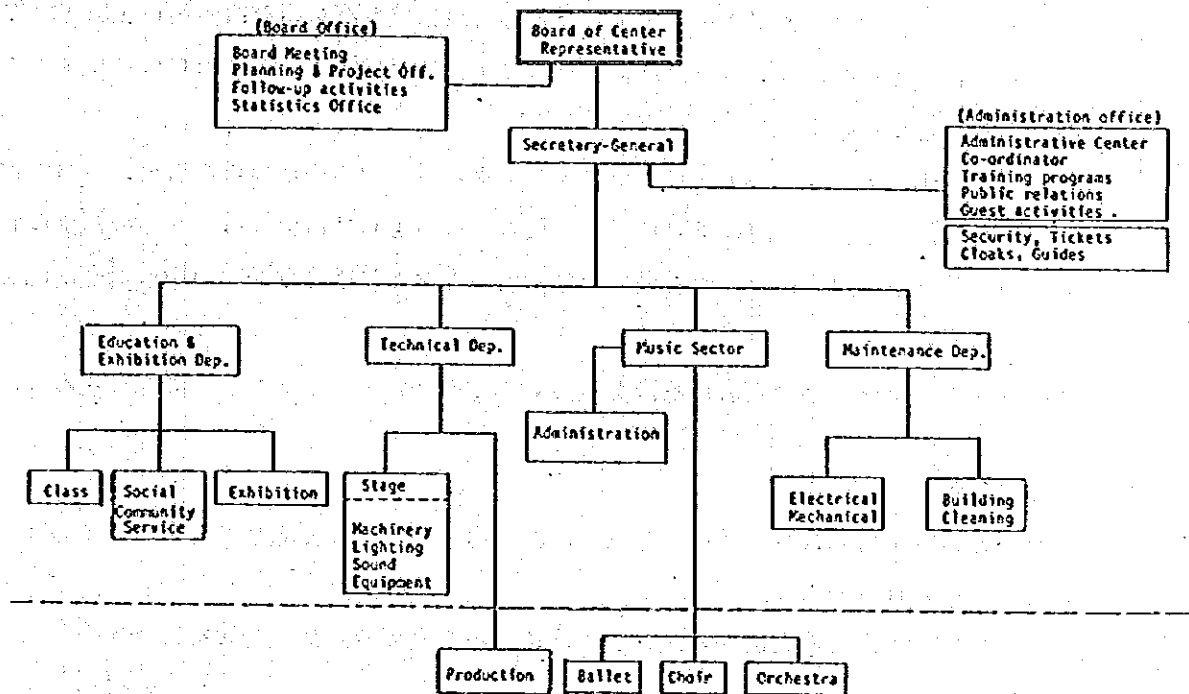 (Board Office)
Board Meeting
Planning & Project Off.
Follow-up activities
Statistics Office
Board of Center
Representative
Secretary-General
(Administration office)
Administrative Center
Co-ordinator
Training programs
Public relations
Guest activities .
Security, Tickets
Cloaks, Guides
Education &
Exhibition Dep.
Technical Dep.
Music Sector
Maintenance Dep.
Administration
Class
Social
Community
Service
Exhibition
Stage
Machinery
Lighting
Sound
Equipment
Electrical
Mechanical
Building
Cleaning
Production
Ballet
Choir
Orchestra